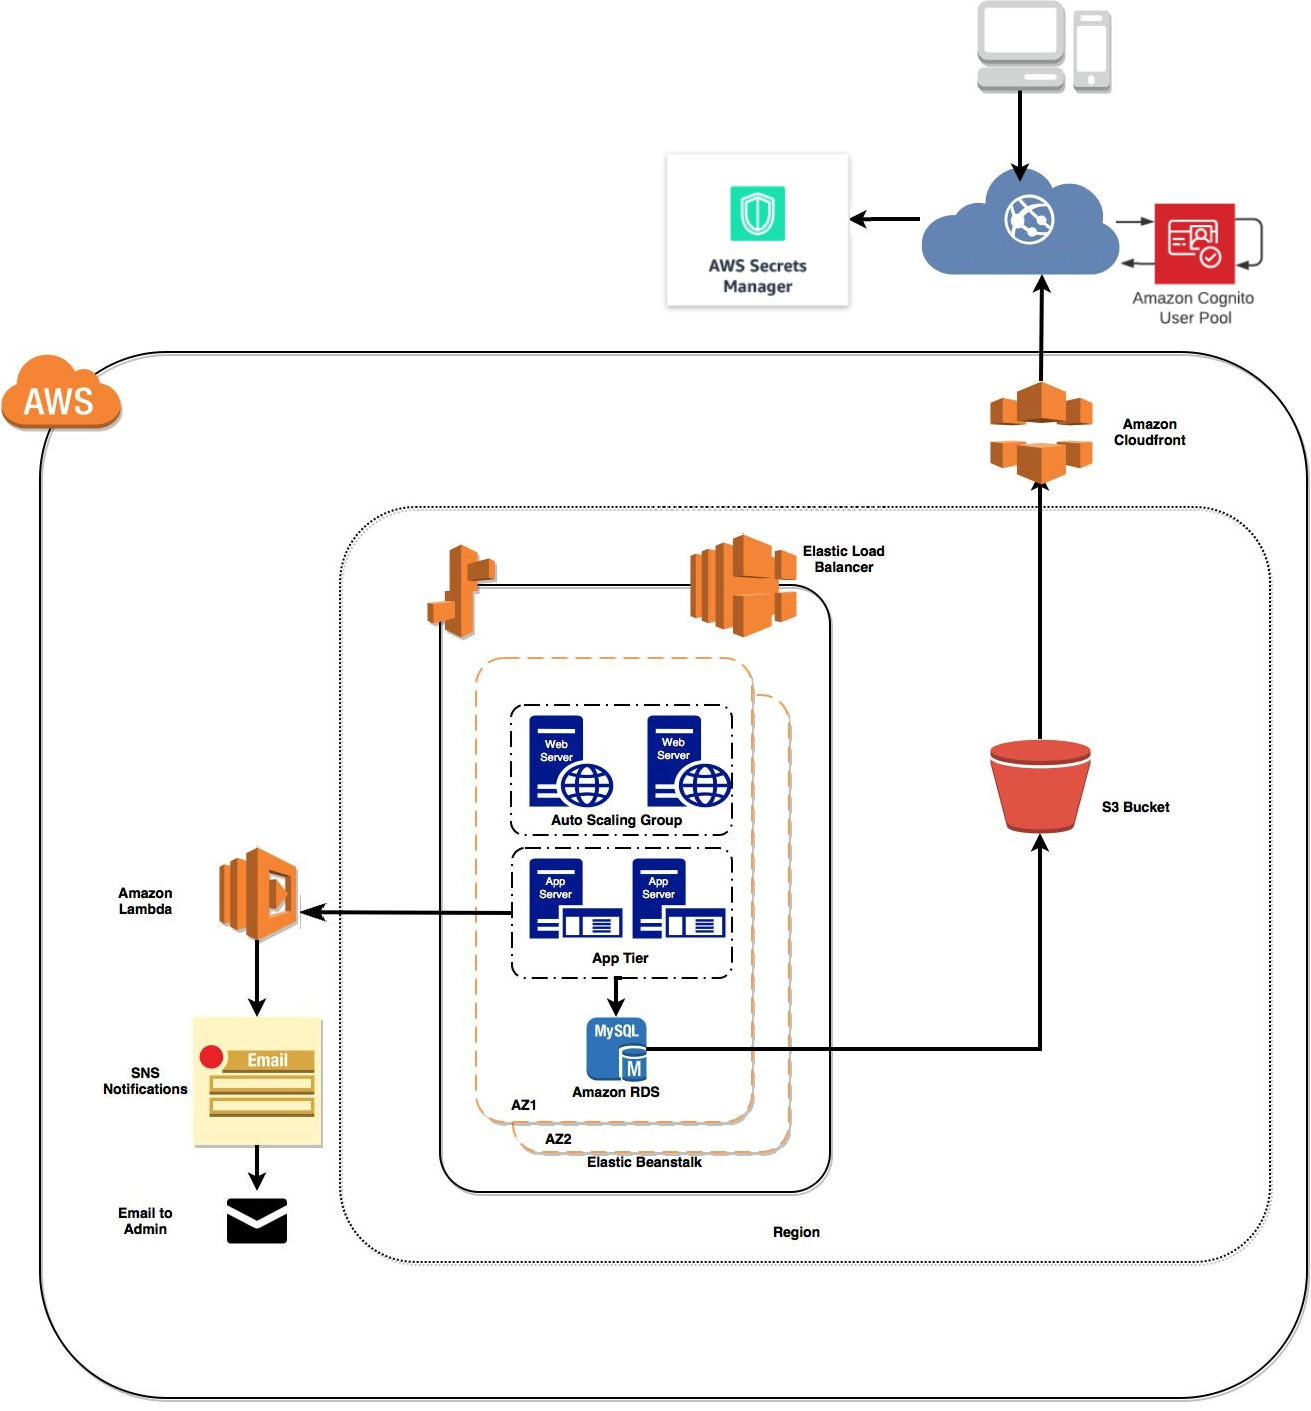 AWS Secrets
Manager
Amazon Cognito
User Pool
AWS
Amazon
Cloudfront
Elastic Load
Balancer
Web
Server
Web
Server
Auto Scaling Group
S3 Bucket
Amazon
Lambda
App
Server
App
Server
App Tier
MySQL
M
Amazon RDS
Email
SNS
Notifications
AZ1
AZ2
Elastic Beanstalk
Email to
Admin
Region